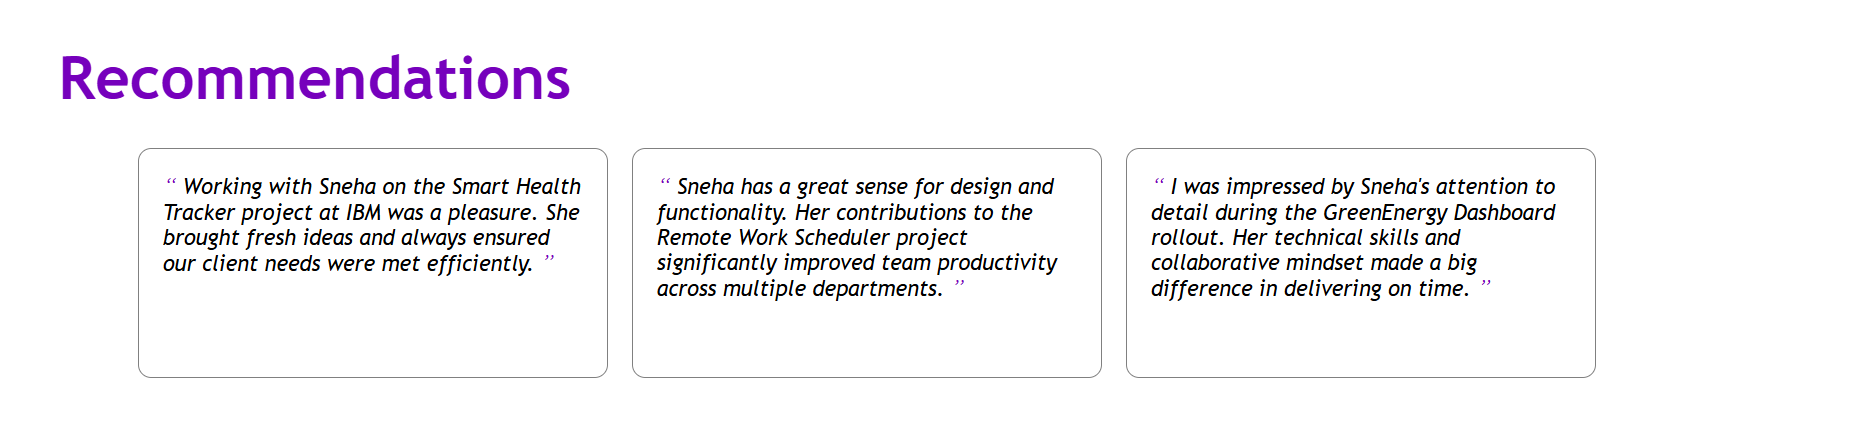 Recommendations
“ Working with Sneha on the Smart Health
Tracker project at IBM was a pleasure. She
brought fresh ideas and always ensured
our client needs were met efficiently. ”
“ Sneha has a great sense for design and
functionality. Her contributions to the
Remote Work Scheduler project
significantly improved team productivity
across multiple departments. ”
“ I was impressed by Sneha's attention to
detail during the GreenEnergy Dashboard
rollout. Her technical skills and
collaborative mindset made a big
difference in delivering on time. ”